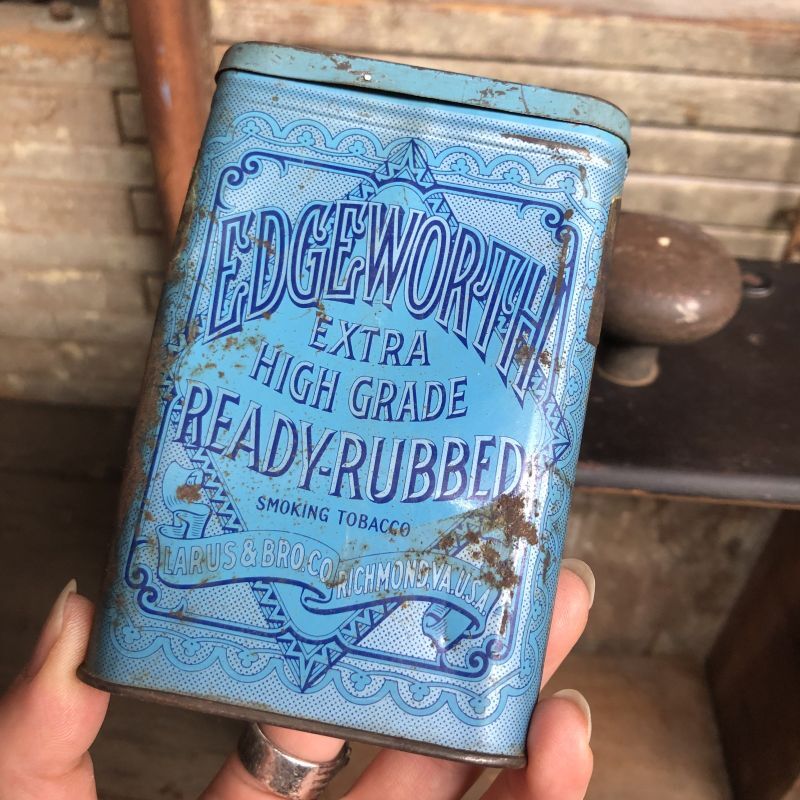 EDGEWORTH
EXTRA
HIGH GRADE
READY-RUBBED
SMOKING TOBACCO
LARUS & BRO. CO. RICHMOND, VA. U.S.A.